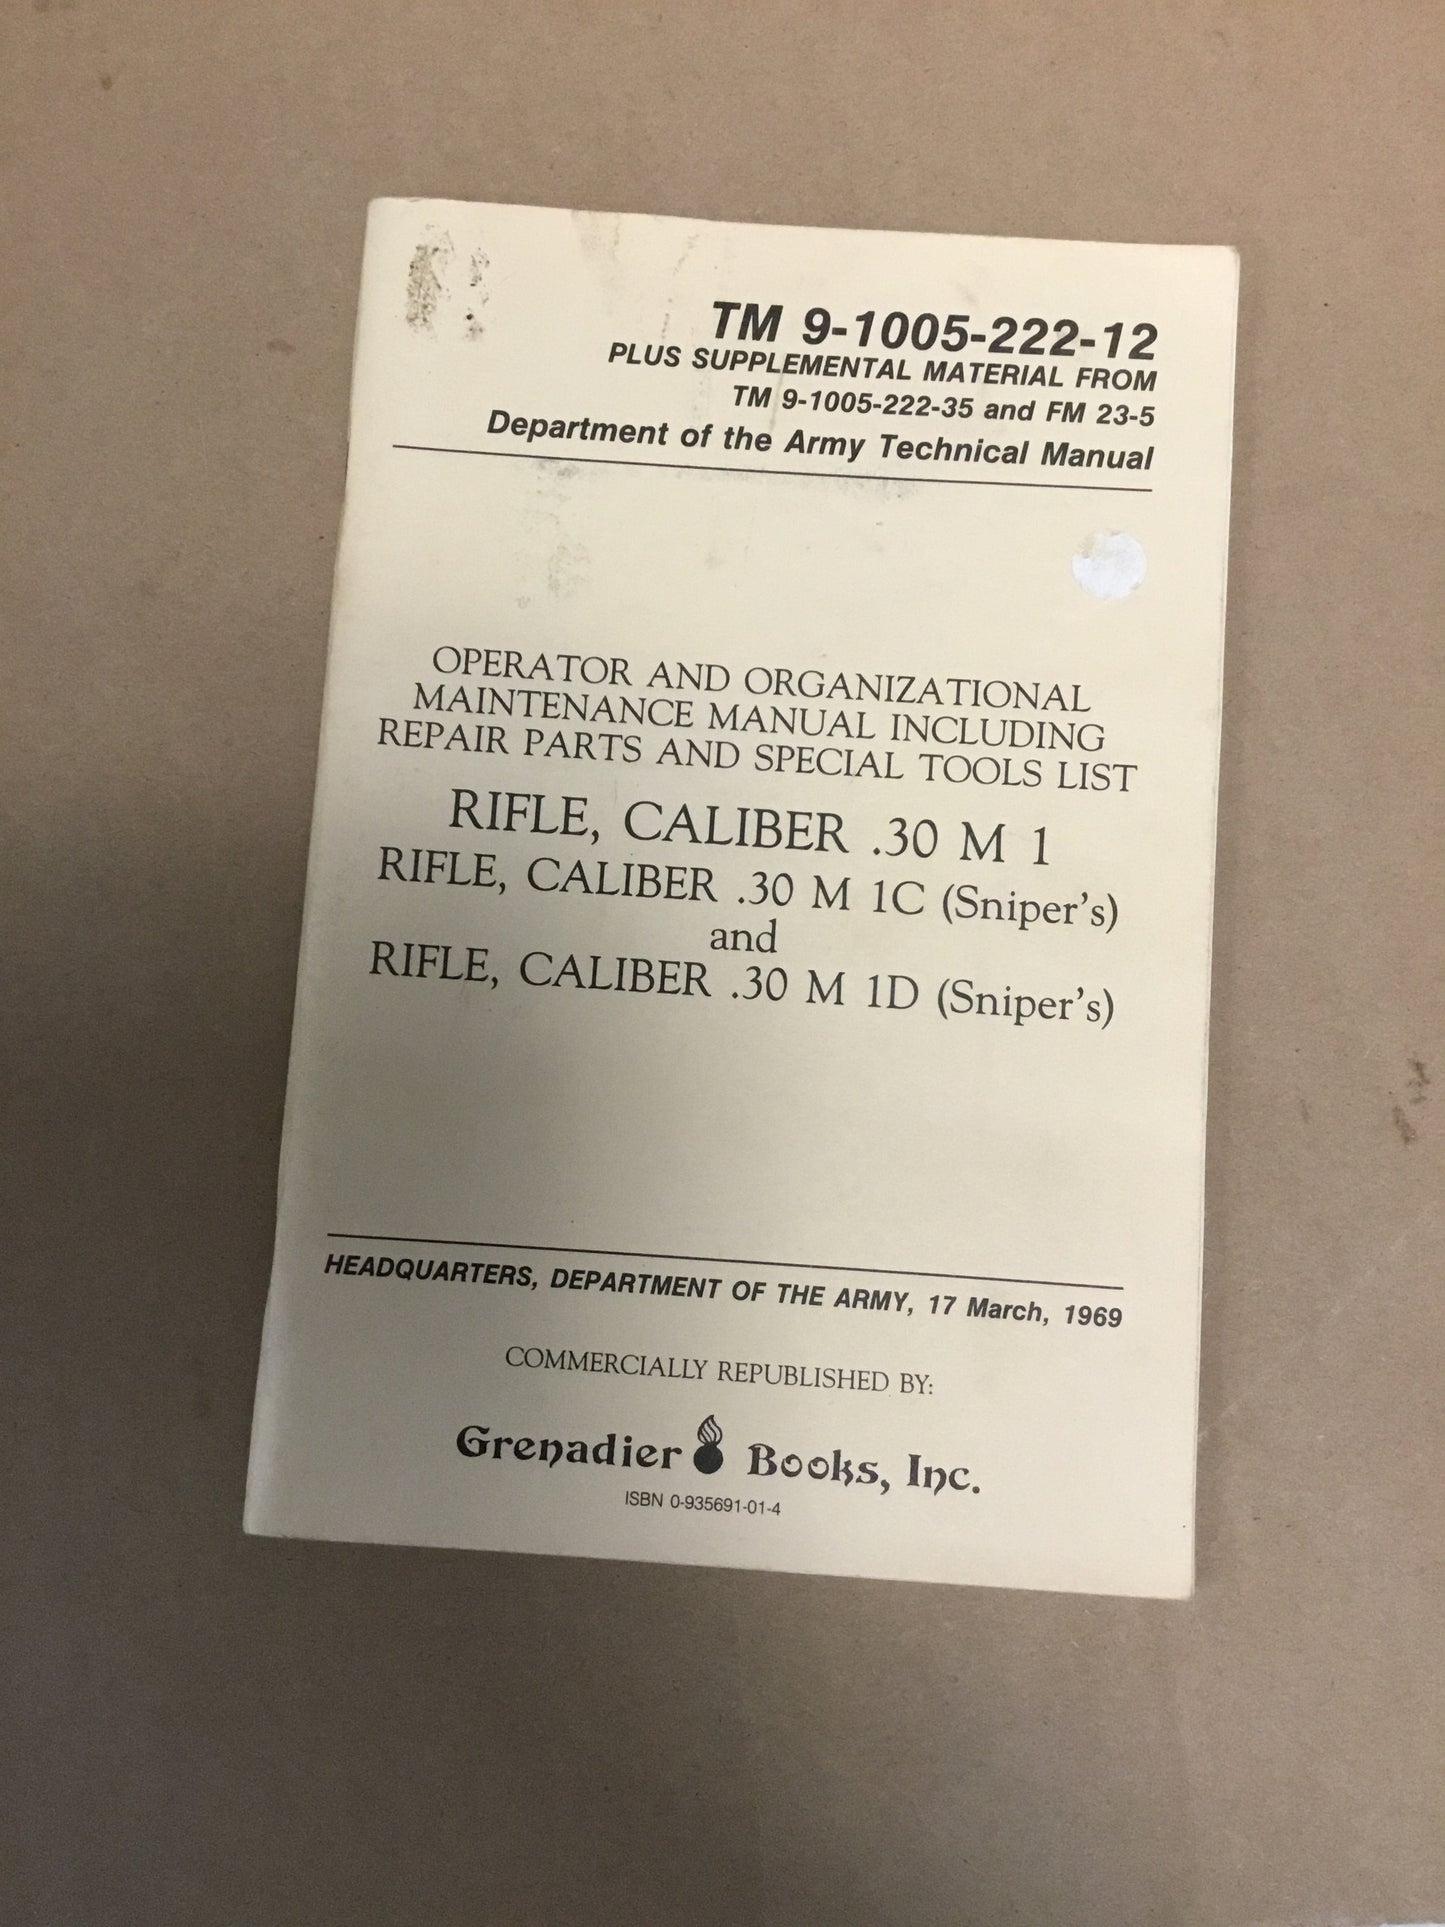 TM 9-1005-222-12
PLUS SUPPLEMENTAL MATERIAL FROM
TM 9-1005-222-35 and FM 23-5
Department of the Army Technical Manual
OPERATOR AND ORGANIZATIONAL
MAINTENANCE MANUAL INCLUDING
REPAIR PARTS AND SPECIAL TOOLS LIST
RIFLE, CALIBER .30 M 1
RIFLE, CALIBER .30 M 1C (Sniper's)
and
RIFLE, CALIBER .30 M 1D (Sniper's)
HEADQUARTERS, DEPARTMENT OF THE ARMY, 17 March, 1969
COMMERCIALLY REPUBLISHED BY:
Grenadier Books, Inc.
ISBN 0-935691-01-4